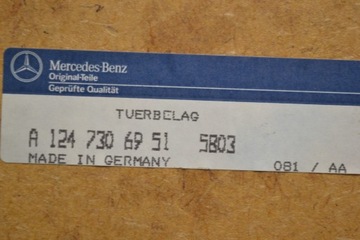 Mercedes-Benz
Original-Teile
Geprüfte Qualität
TUERBELAG
A 124 730 69 51 5B03
MADE IN GERMANY 081 / AA